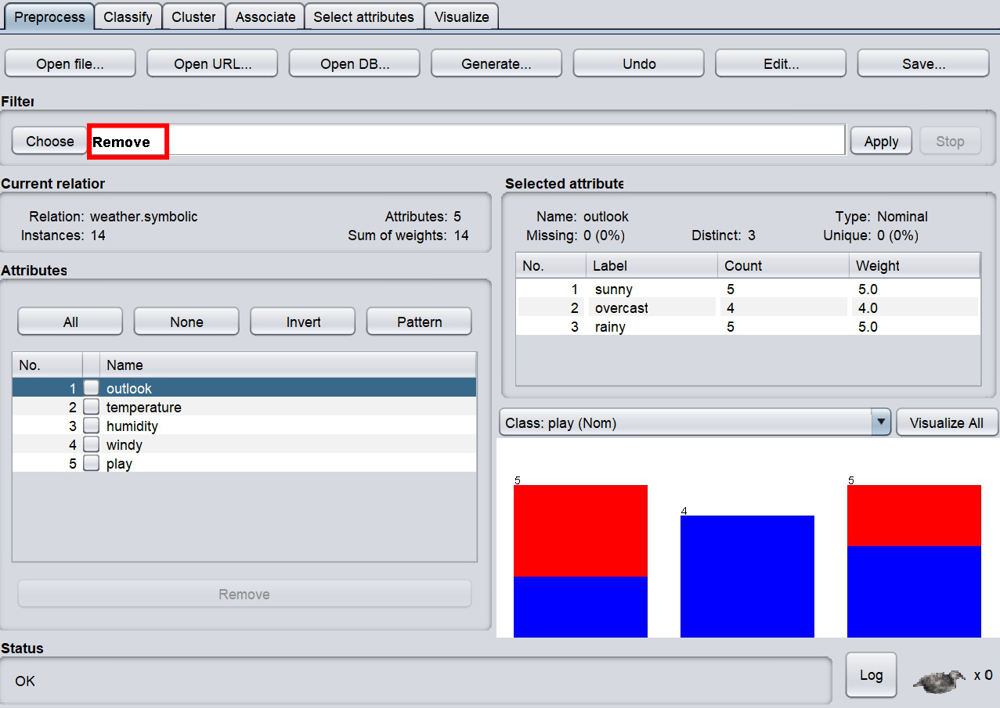 Preprocess Classify Cluster Associate Select attributes Visualize
Open file... Open URL... Open DB... Generate... Undo Edit... Save...
Filter
Choose Remove Apply Stop
Current relatior
Relation: weather.symbolic Attributes: 5
Instances: 14 Sum of weights: 14
Attributes
All None Invert Pattern
No. Name
1 outlook
2 temperature
3 humidity
4 windy
5 play
Remove
Selected attribute
Name: outlook Type: Nominal
Missing: 0 (0%) Distinct: 3 Unique: 0 (0%)
No. Label Count Weight
1 sunny 5 5.0
2 overcast 4 4.0
3 rainy 5 5.0
Class: play (Nom) Visualize All
5 4 5
Status
OK Log x 0